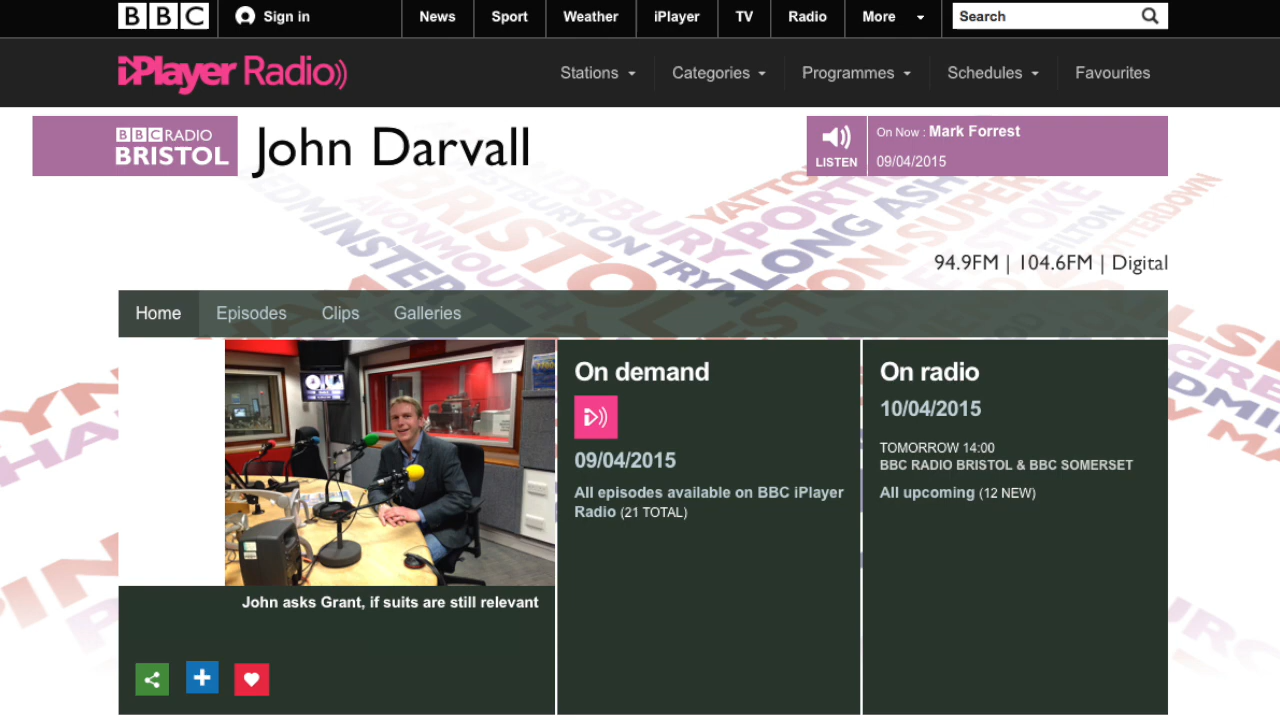 BBC
Sign in
News
Sport
Weather
iPlayer
TV
Radio
More
Search
iPlayer Radio
Stations
Categories
Programmes
Schedules
Favourites
BBC RADIO
BRISTOL
John Darvall
LISTEN
On Now : Mark Forrest
09/04/2015
94.9FM | 104.6FM | Digital
Home
Episodes
Clips
Galleries
John asks Grant, if suits are still relevant
On demand
09/04/2015
All episodes available on BBC iPlayer
Radio (21 TOTAL)
On radio
10/04/2015
TOMORROW 14:00
BBC RADIO BRISTOL & BBC SOMERSET
All upcoming (12 NEW)
BRISTOL
YATTON
LONG ASH